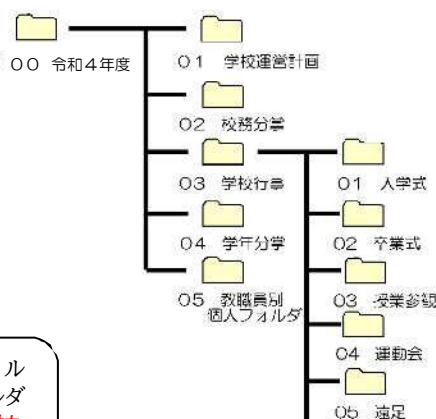 00 令和4年度
01 学校運営計画
02 校務分掌
03 学校行事
04 学年分掌
05 教職員別
個人フォルダ
01 入学式
02 卒業式
03 授業参観
04 運動会
05 遠足
ル
ルダ